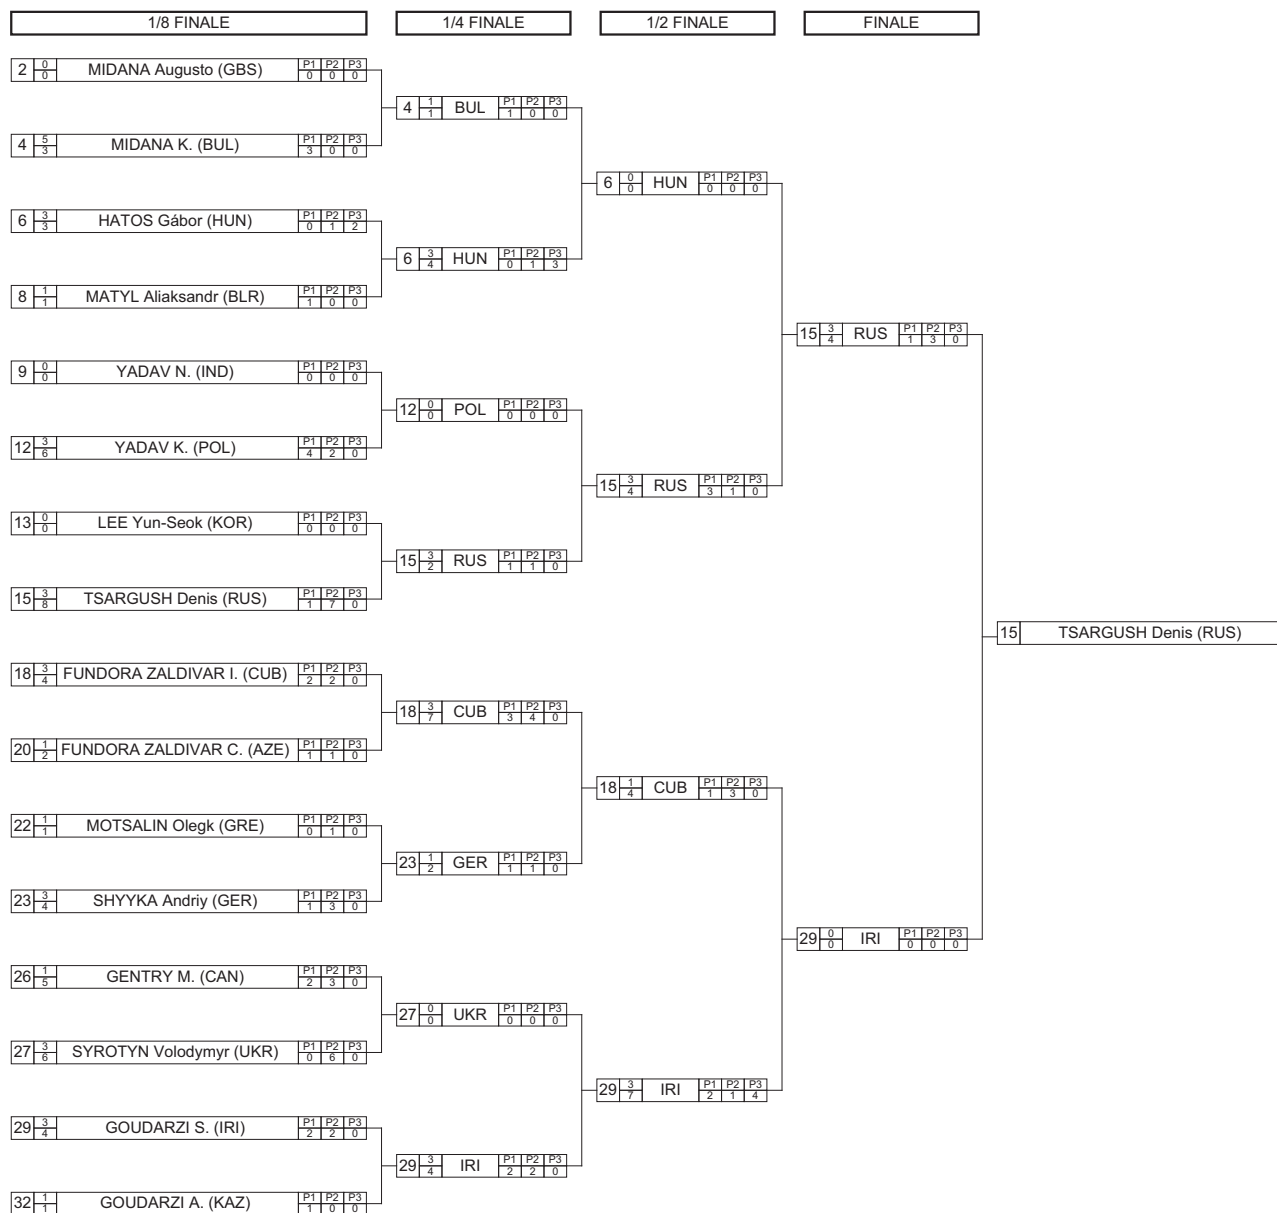 1/8 FINALE 1/4 FINALE 1/2 FINALE FINALE
2 0 0 MIDANA Augusto (GBS) P1 P2 P3 0 0 0
4 1 1 BUL P1 P2 P3 1 0 0
4 5 3 MIDANA K. (BUL) P1 P2 P3 3 0 0
6 0 0 HUN P1 P2 P3 0 0 0
6 3 3 HATOS Gábor (HUN) P1 P2 P3 0 1 2
6 3 4 HUN P1 P2 P3 0 1 3
8 1 1 MATYL Aliaksandr (BLR) P1 P2 P3 1 0 0
15 3 4 RUS P1 P2 P3 1 3 0
9 0 0 YADAV N. (IND) P1 P2 P3 0 0 0
12 0 0 POL P1 P2 P3 0 0 0
12 3 6 YADAV K. (POL) P1 P2 P3 4 2 0
15 3 4 RUS P1 P2 P3 3 1 0
13 0 0 LEE Yun-Seok (KOR) P1 P2 P3 0 0 0
15 3 2 RUS P1 P2 P3 1 1 0
15 3 8 TSARGUSH Denis (RUS) P1 P2 P3 1 7 0
15 TSARGUSH Denis (RUS)
18 3 4 FUNDORA ZALDIVAR I. (CUB) P1 P2 P3 2 2 0
18 3 7 CUB P1 P2 P3 3 4 0
20 1 2 FUNDORA ZALDIVAR C. (AZE) P1 P2 P3 1 1 0
18 1 4 CUB P1 P2 P3 1 3 0
22 1 1 MOTSALIN Olegk (GRE) P1 P2 P3 0 1 0
23 1 2 GER P1 P2 P3 1 1 0
23 3 4 SHYYKA Andriy (GER) P1 P2 P3 1 3 0
29 0 0 IRI P1 P2 P3 0 0 0
26 1 5 GENTRY M. (CAN) P1 P2 P3 2 3 0
27 0 0 UKR P1 P2 P3 0 0 0
27 3 6 SYROTYN Volodymyr (UKR) P1 P2 P3 0 6 0
29 3 7 IRI P1 P2 P3 2 1 4
29 3 4 GOUDARZI S. (IRI) P1 P2 P3 2 2 0
29 3 4 IRI P1 P2 P3 2 2 0
32 1 1 GOUDARZI A. (KAZ) P1 P2 P3 1 0 0